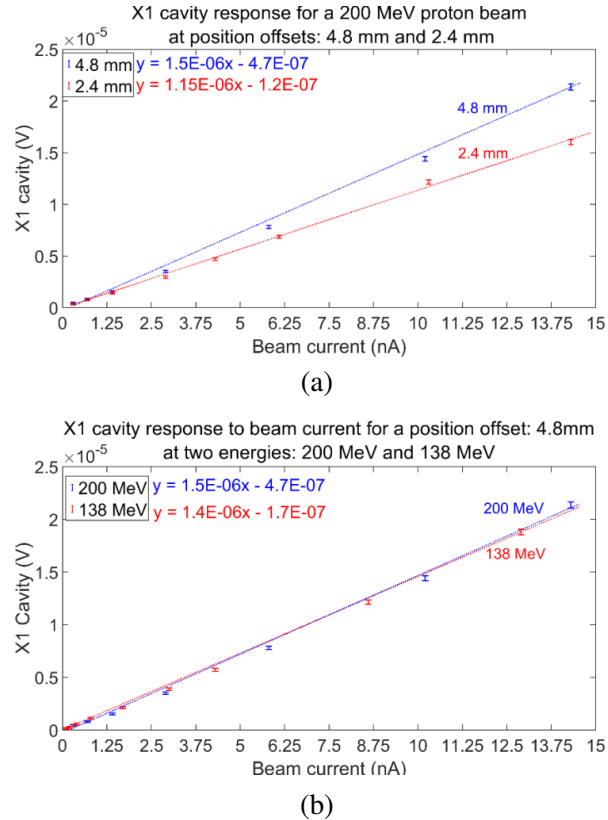 X1 cavity response for a 200 MeV proton beam
at position offsets: 4.8 mm and 2.4 mm
×10⁻⁵
2.5
4.8 mm y = 1.5E-06x - 4.7E-07
2.4 mm y = 1.15E-06x - 1.2E-07
2
4.8 mm
1.5
2.4 mm
1
0.5
0
X1 cavity (V)
0 1.25 2.5 3.75 5 6.25 7.5 8.75 10 11.25 12.5 13.75 15
Beam current (nA)
(a)
X1 cavity response to beam current for a position offset: 4.8mm
at two energies: 200 MeV and 138 MeV
×10⁻⁵
2.5
200 MeV y = 1.5E-06x - 4.7E-07
138 MeV y = 1.4E-06x - 1.7E-07
200 MeV
2
138 MeV
1.5
1
0.5
0
X1 Cavity (V)
0 1.25 2.5 3.75 5 6.25 7.5 8.75 10 11.25 12.5 13.75 15
Beam current (nA)
(b)